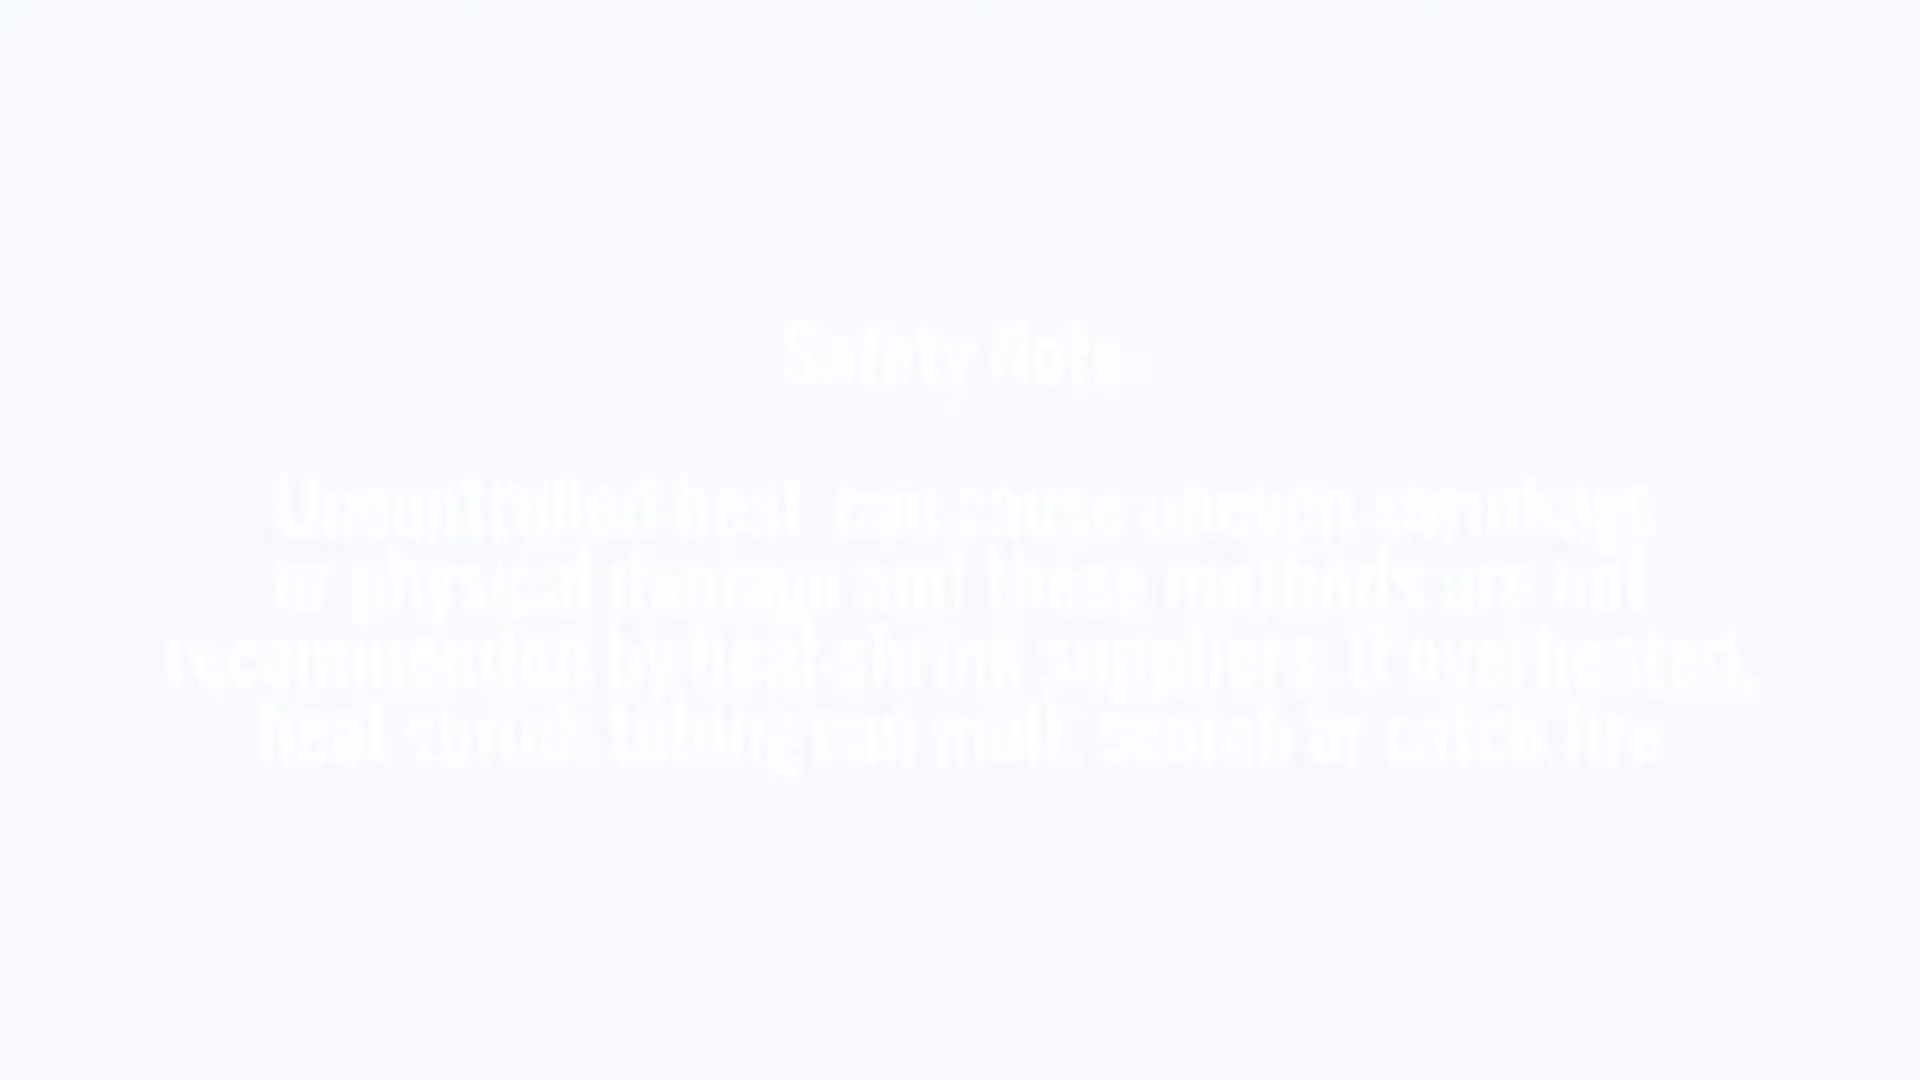 Safety Note
Uncontrolled heat can cause uneven shrinkage
or physical damage and these methods are not
recommended by heat-shrink suppliers. If overheated,
heat shrink tubing can melt, scorch or catch fire